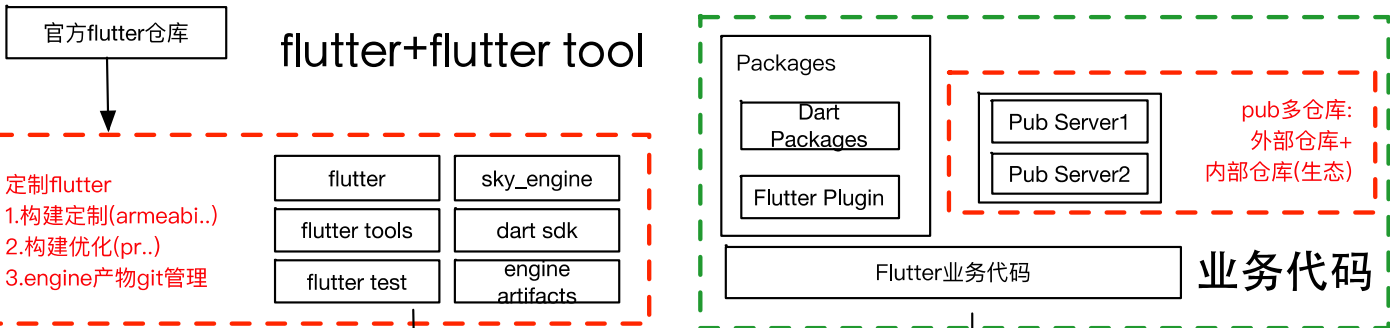 官方flutter仓库
flutter+flutter tool
定制flutter
1.构建定制(armeabi..)
2.构建优化(pr..)
3.engine产物git管理
flutter
sky_engine
flutter tools
dart sdk
flutter test
engine
artifacts
Packages
Dart
Packages
Flutter Plugin
Pub Server1
Pub Server2
pub多仓库:
外部仓库+
内部仓库(生态)
Flutter业务代码
业务代码